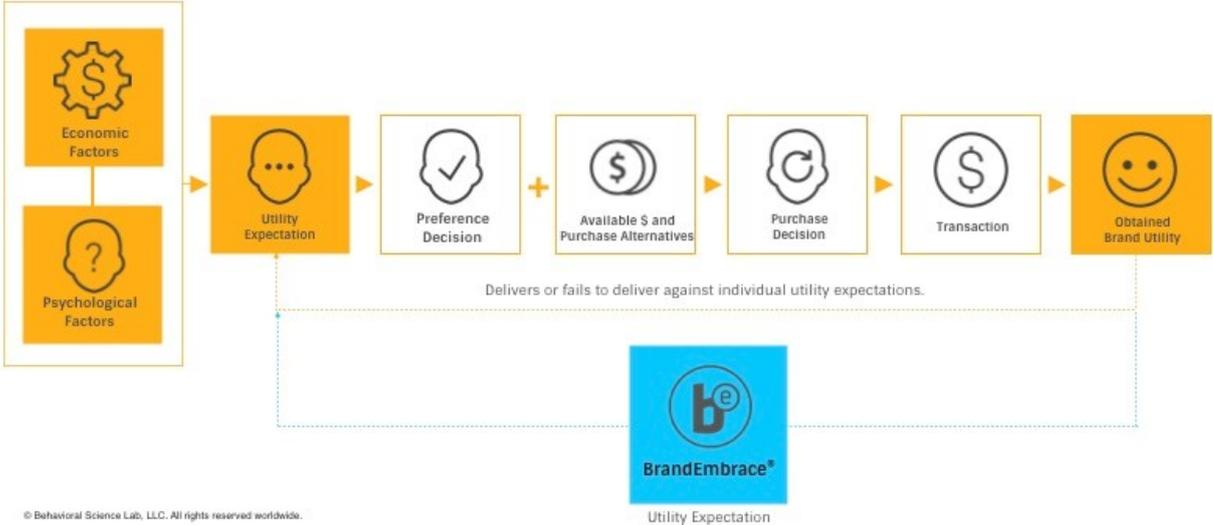 $
Economic
Factors
?
Psychological
Factors
Utility
Expectation
Preference
Decision
+
$
Available $ and
Purchase Alternatives
Purchase
Decision
$
Transaction
Obtained
Brand Utility
Delivers or fails to deliver against individual utility expectations.
be
BrandEmbrace®
Utility Expectation
© Behavioral Science Lab, LLC. All rights reserved worldwide.